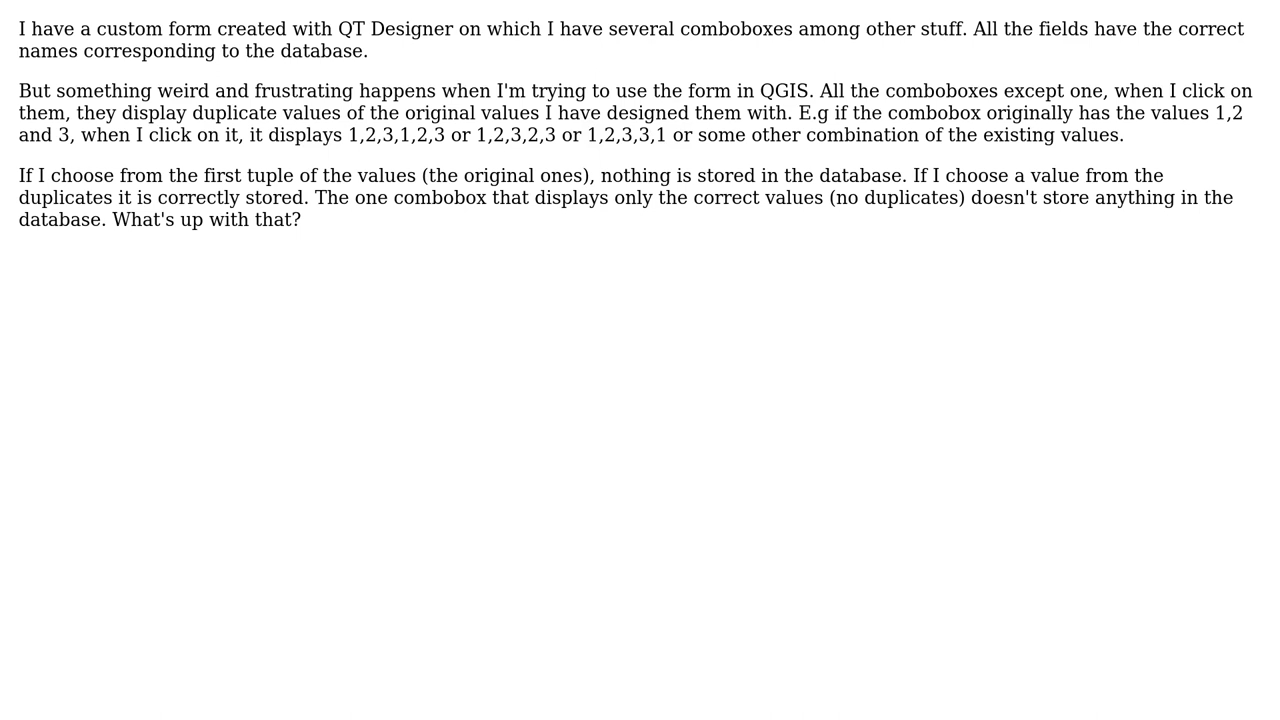 I have a custom form created with QT Designer on which I have several comboboxes among other stuff. All the fields have the correct
names corresponding to the database.
But something weird and frustrating happens when I'm trying to use the form in QGIS. All the comboboxes except one, when I click on
them, they display duplicate values of the original values I have designed them with. E.g if the combobox originally has the values 1,2
and 3, when I click on it, it displays 1,2,3,1,2,3 or 1,2,3,2,3 or 1,2,3,3,1 or some other combination of the existing values.
If I choose from the first tuple of the values (the original ones), nothing is stored in the database. If I choose a value from the
duplicates it is correctly stored. The one combobox that displays only the correct values (no duplicates) doesn't store anything in the
database. What's up with that?